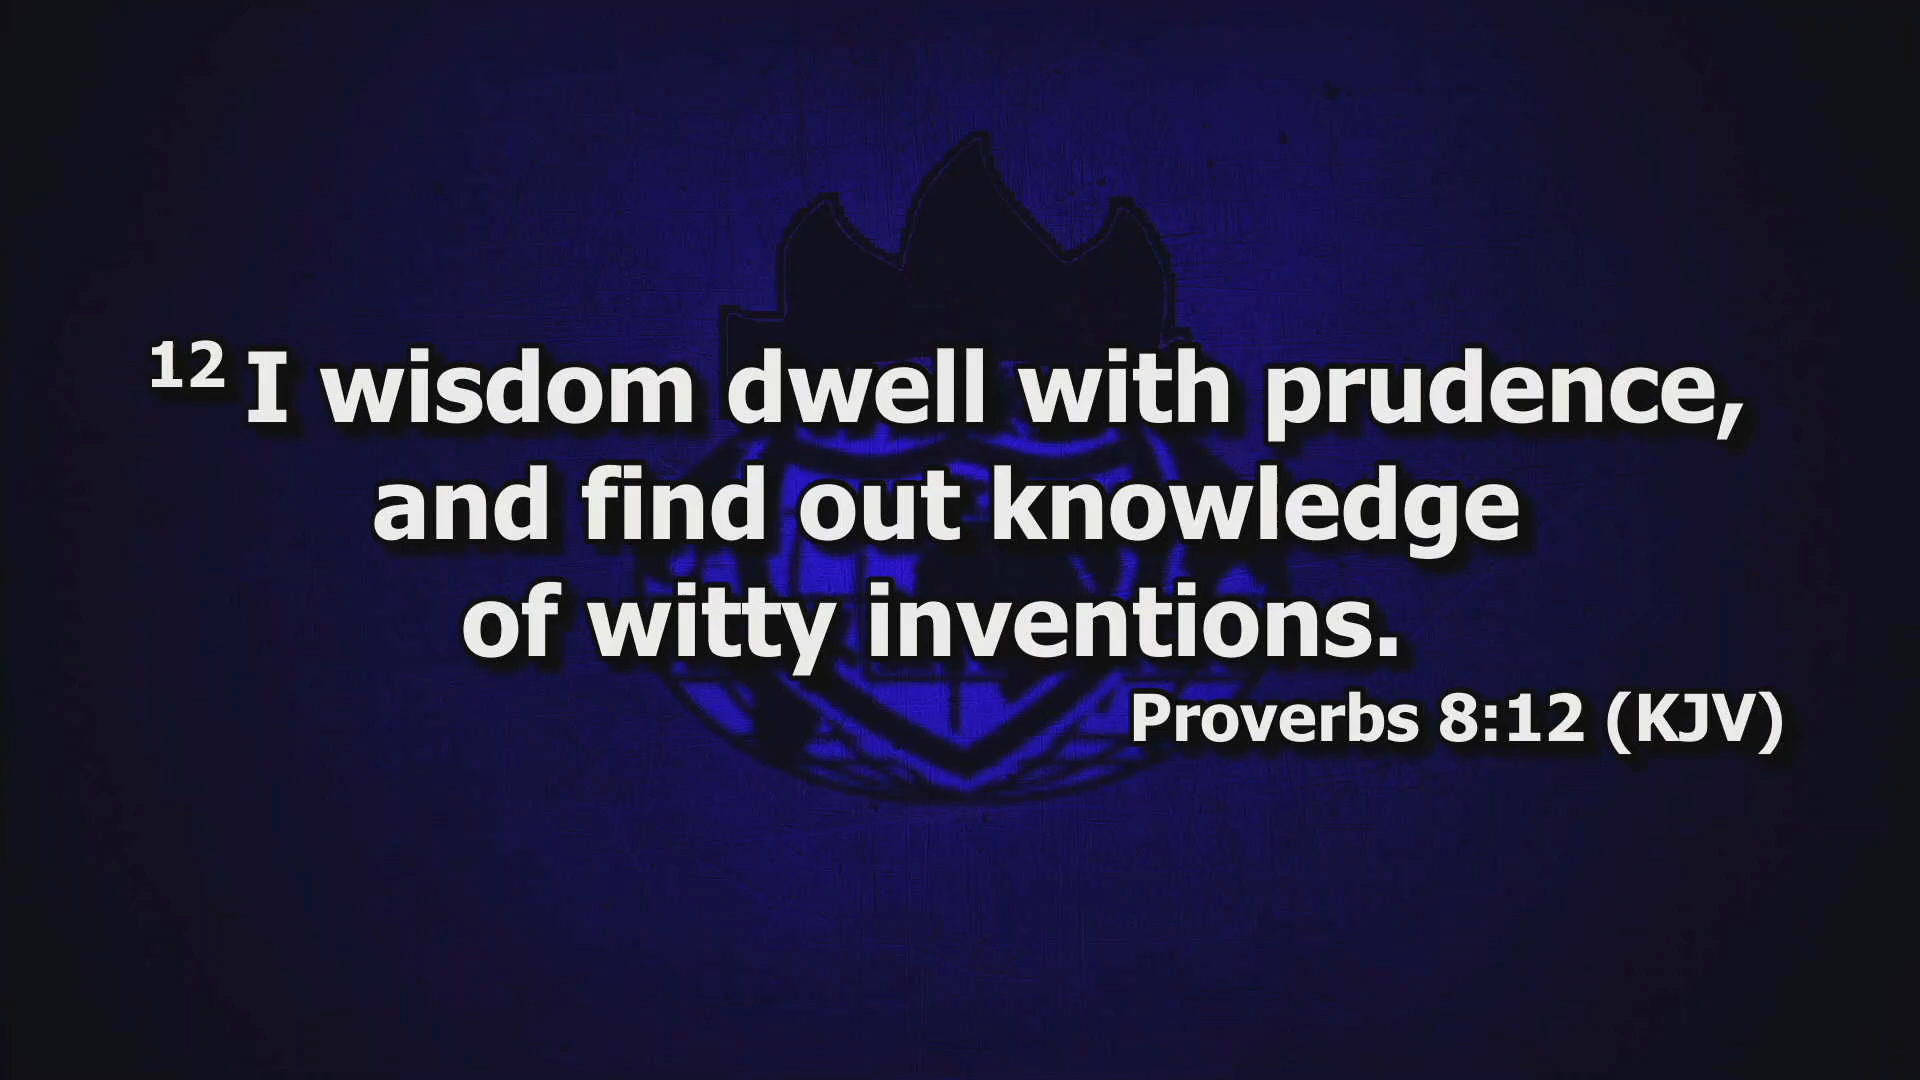 12 I wisdom dwell with prudence,
and find out knowledge
of witty inventions.
Proverbs 8:12 (KJV)